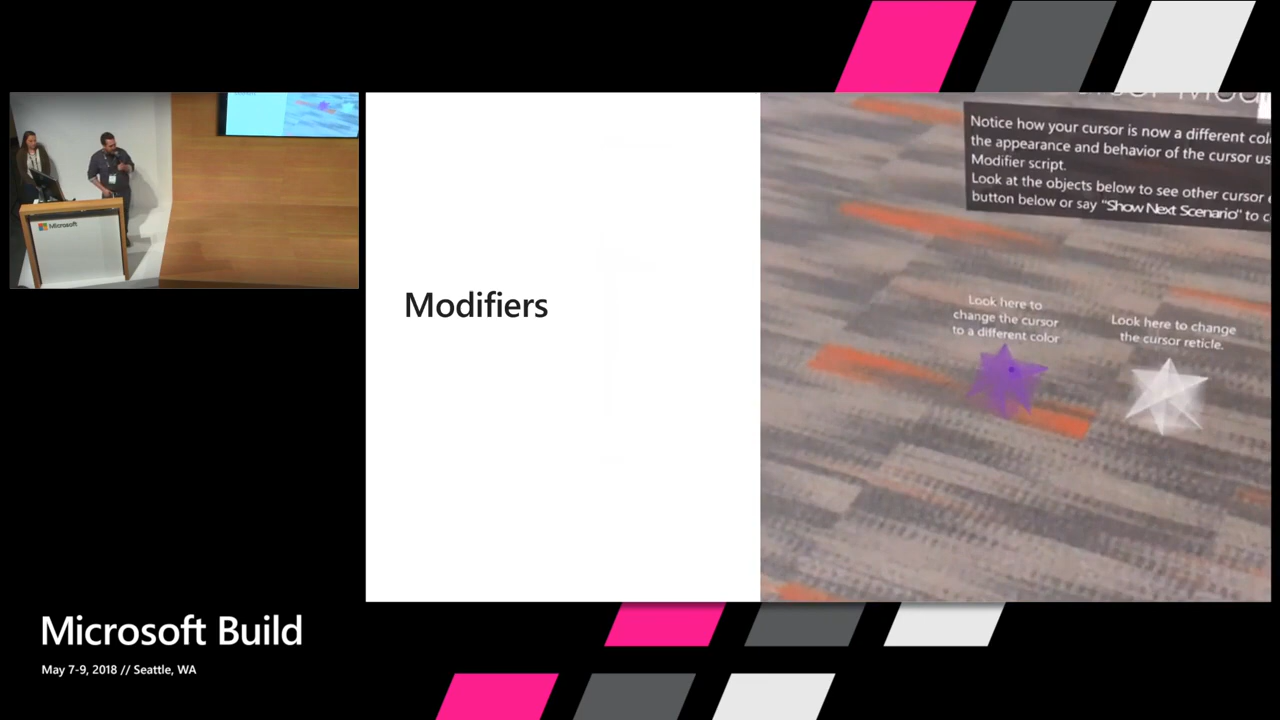 Microsoft
Modifiers
Notice how your cursor is now a different
the appearance and behavior of the cursor
Modifier script.
Look at the objects below to see other cursor
button below or say "Show Next Scenario" to
Look here to
change the cursor
to a different color
Look here to change
the cursor reticle.
Microsoft Build
May 7-9, 2018 // Seattle, WA